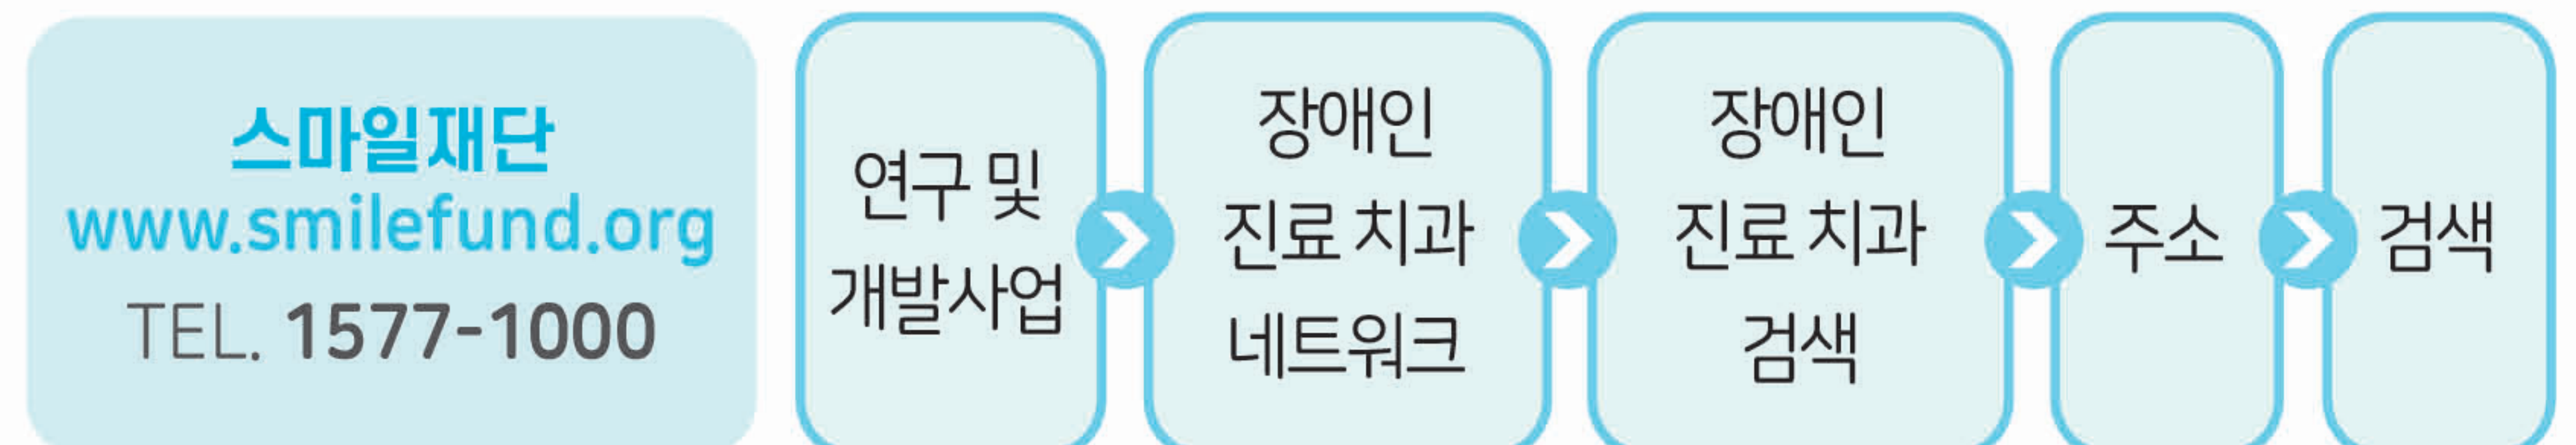 스마일재단
www.smilefund.org
TEL. 1577-1000
연구 및
개발사업
장애인
진료 치과
네트워크
장애인
진료 치과
검색
주소
검색